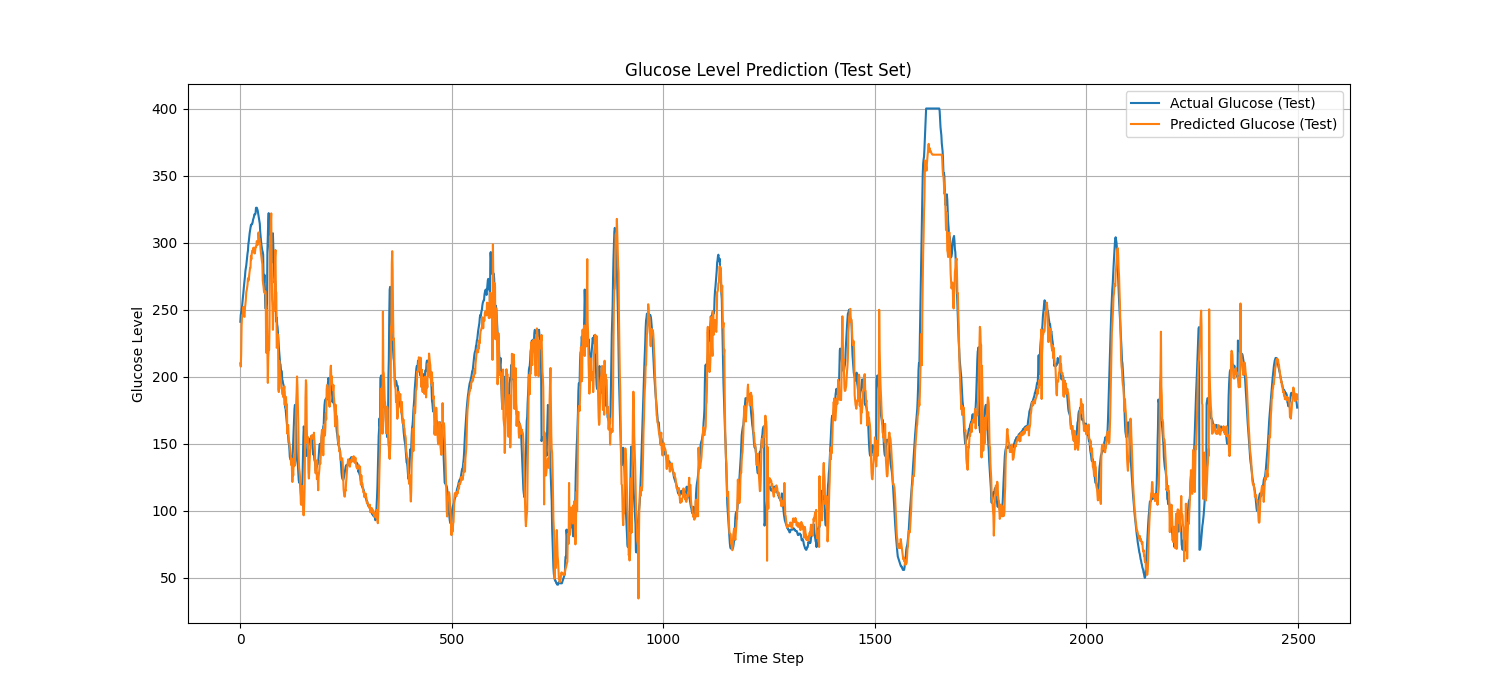 Glucose Level Prediction (Test Set)
Actual Glucose (Test)
Predicted Glucose (Test)
Glucose Level
400
350
300
250
200
150
100
50
0 500 1000 1500 2000 2500
Time Step